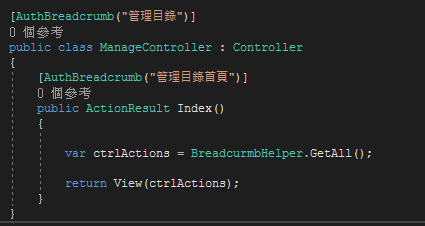 [AuthBreadcrumb("管理目錄")]
0 個參考
public class ManageController : Controller
{
[AuthBreadcrumb("管理目錄首頁")]
0 個參考
public ActionResult Index()
{
var ctrlActions = BreadcurmbHelper.GetAll();
return View(ctrlActions);
}
}